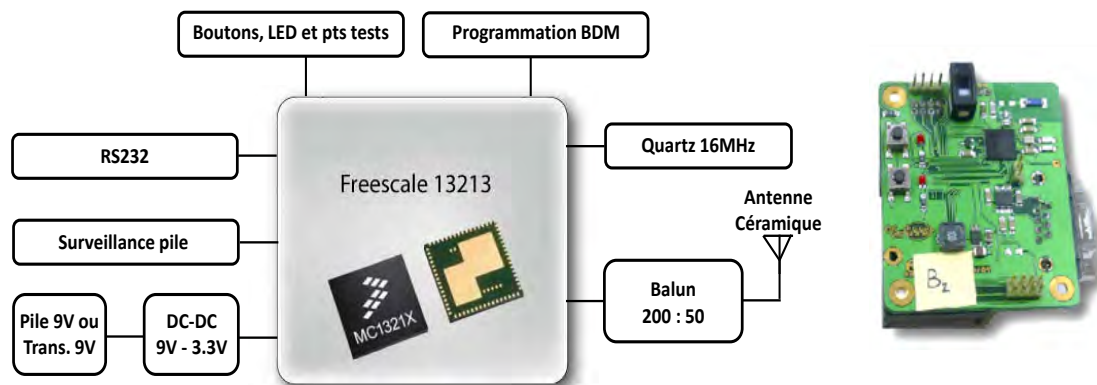 Boutons, LED et pts tests
Programmation BDM
RS232
Quartz 16MHz
Freescale 13213
Antenne
Céramique
Surveillance pile
MC1321X
Balun
200 : 50
Pile 9V ou
Trans. 9V
DC-DC
9V - 3.3V
B2